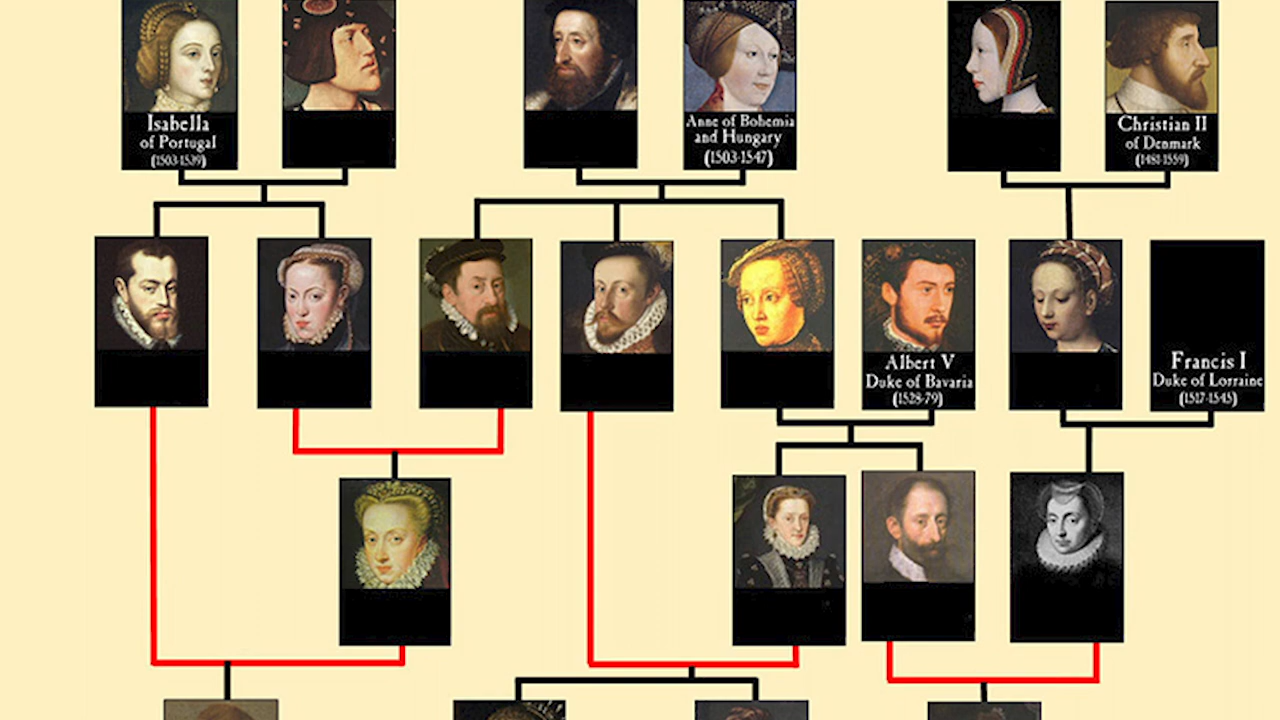 Isabella
of Portugal
(1503-1539)
Anne of Bohemia
and Hungary
(1503-1547)
Christian II
of Denmark
(1481-1559)
Albert V
Duke of Bavaria
(1528-79)
Francis I
Duke of Lorraine
(1517-1545)